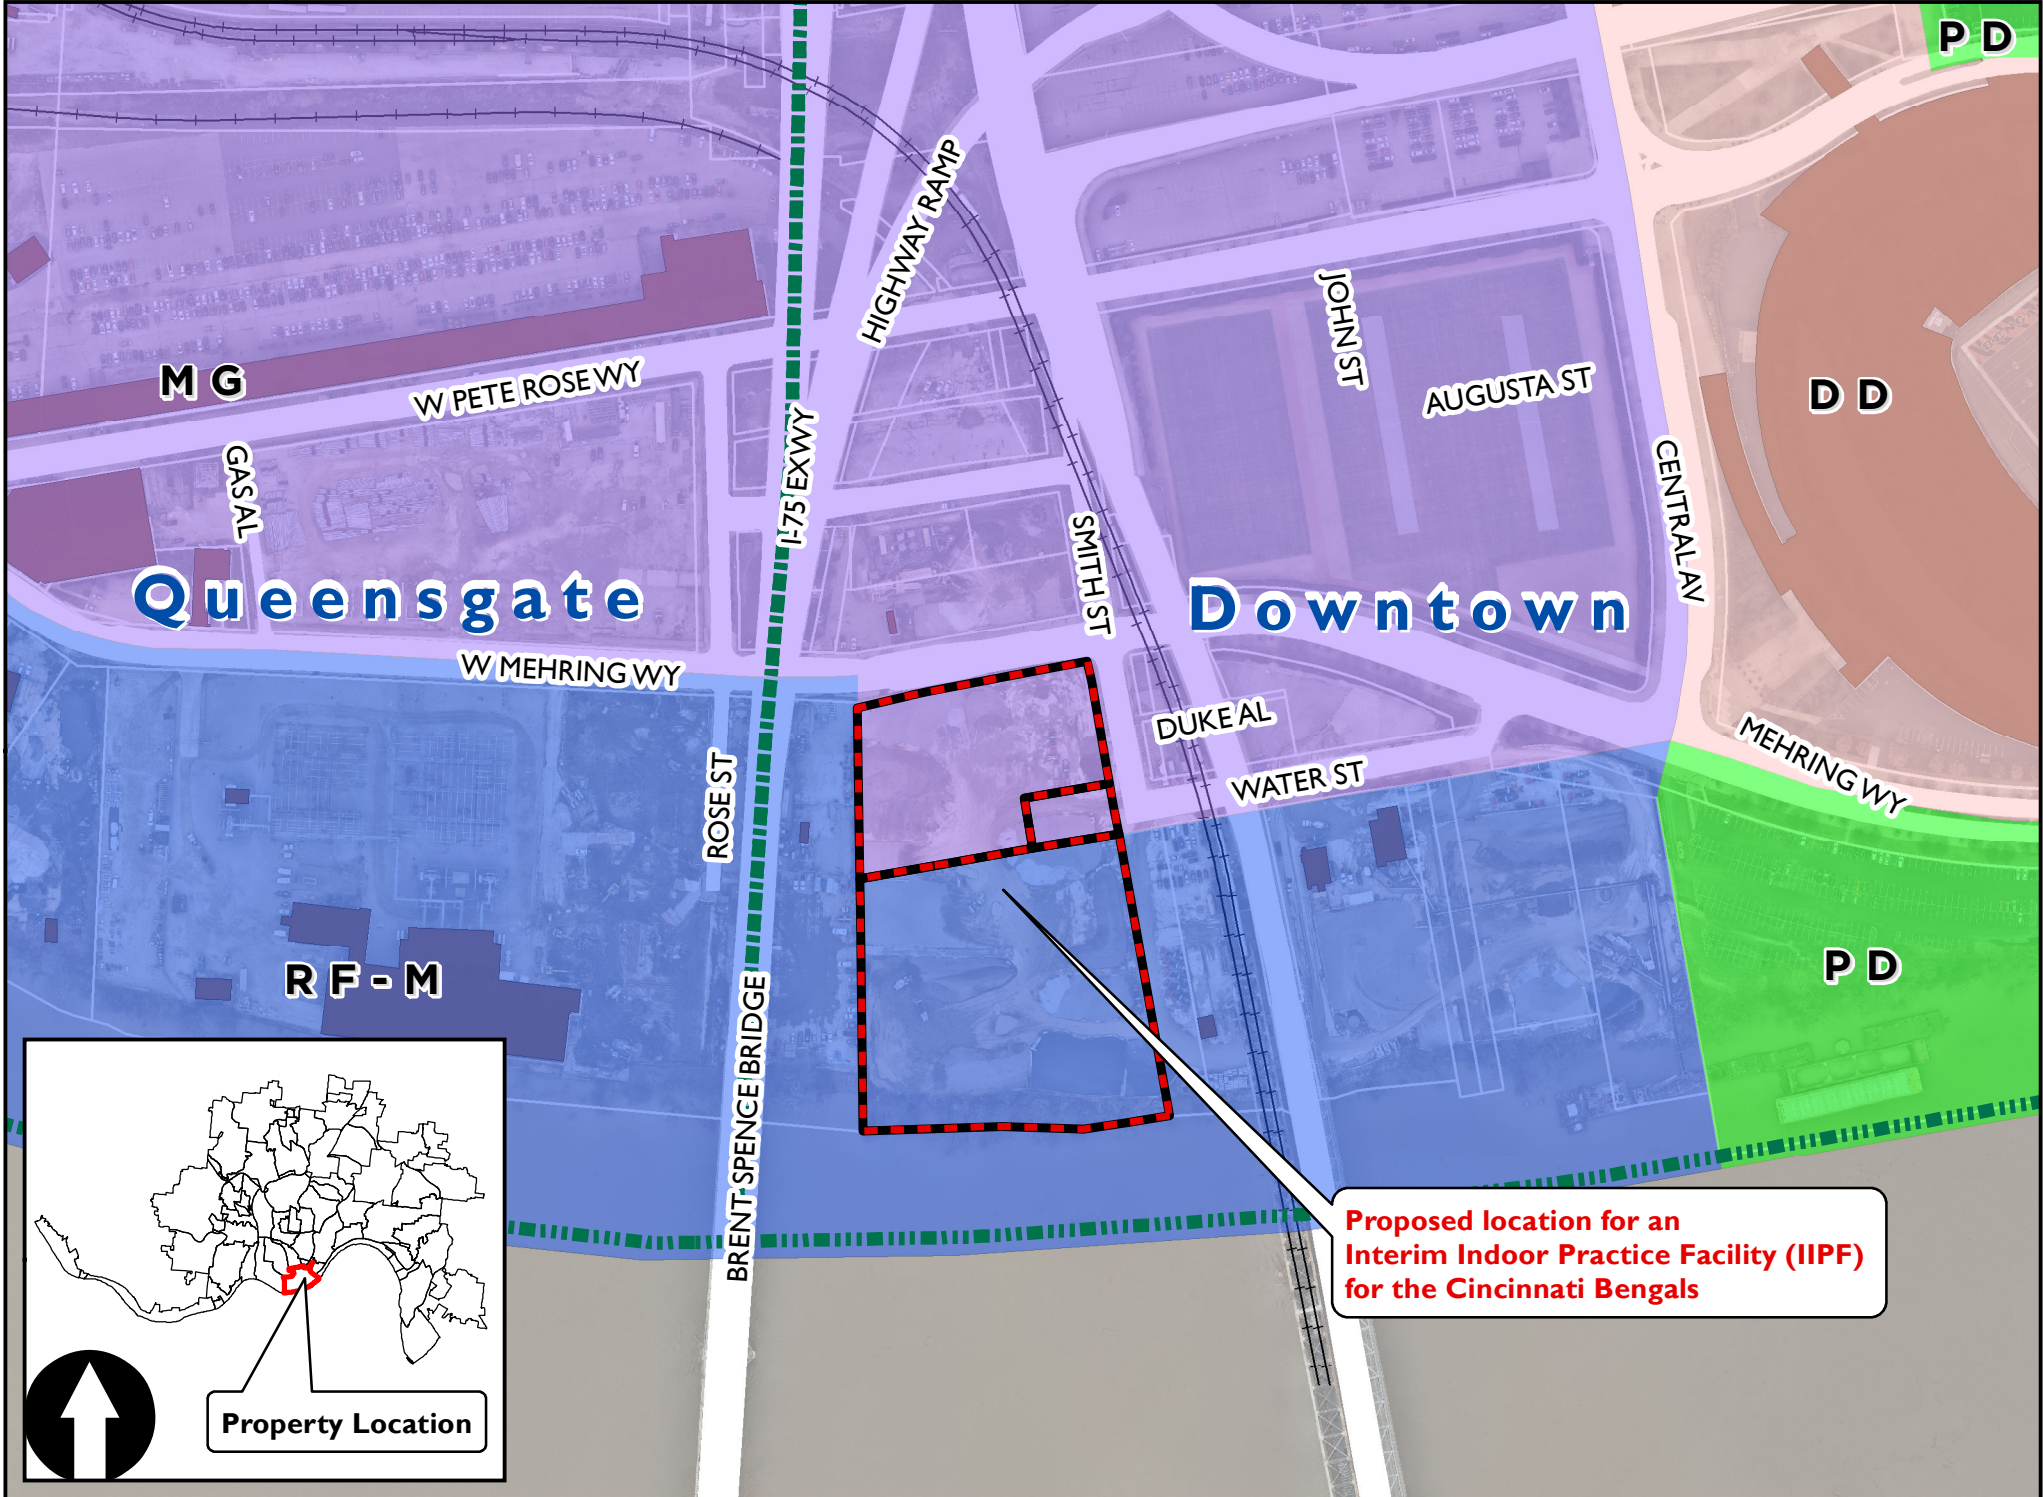 P D
HIGHWAY RAMP
JOHN ST
M G
W PETE ROSE WY
AUGUSTA ST
D D
GAS AL
I-75 EXWY
CENTRAL AV
SMITH ST
Queensgate
Downtown
W MEHRING WY
DUKE AL
WATER ST
MEHRING WY
ROSE ST
RF-M
P D
BRENT SPENCE BRIDGE
Proposed location for an
Interim Indoor Practice Facility (IIPF)
for the Cincinnati Bengals
Property Location